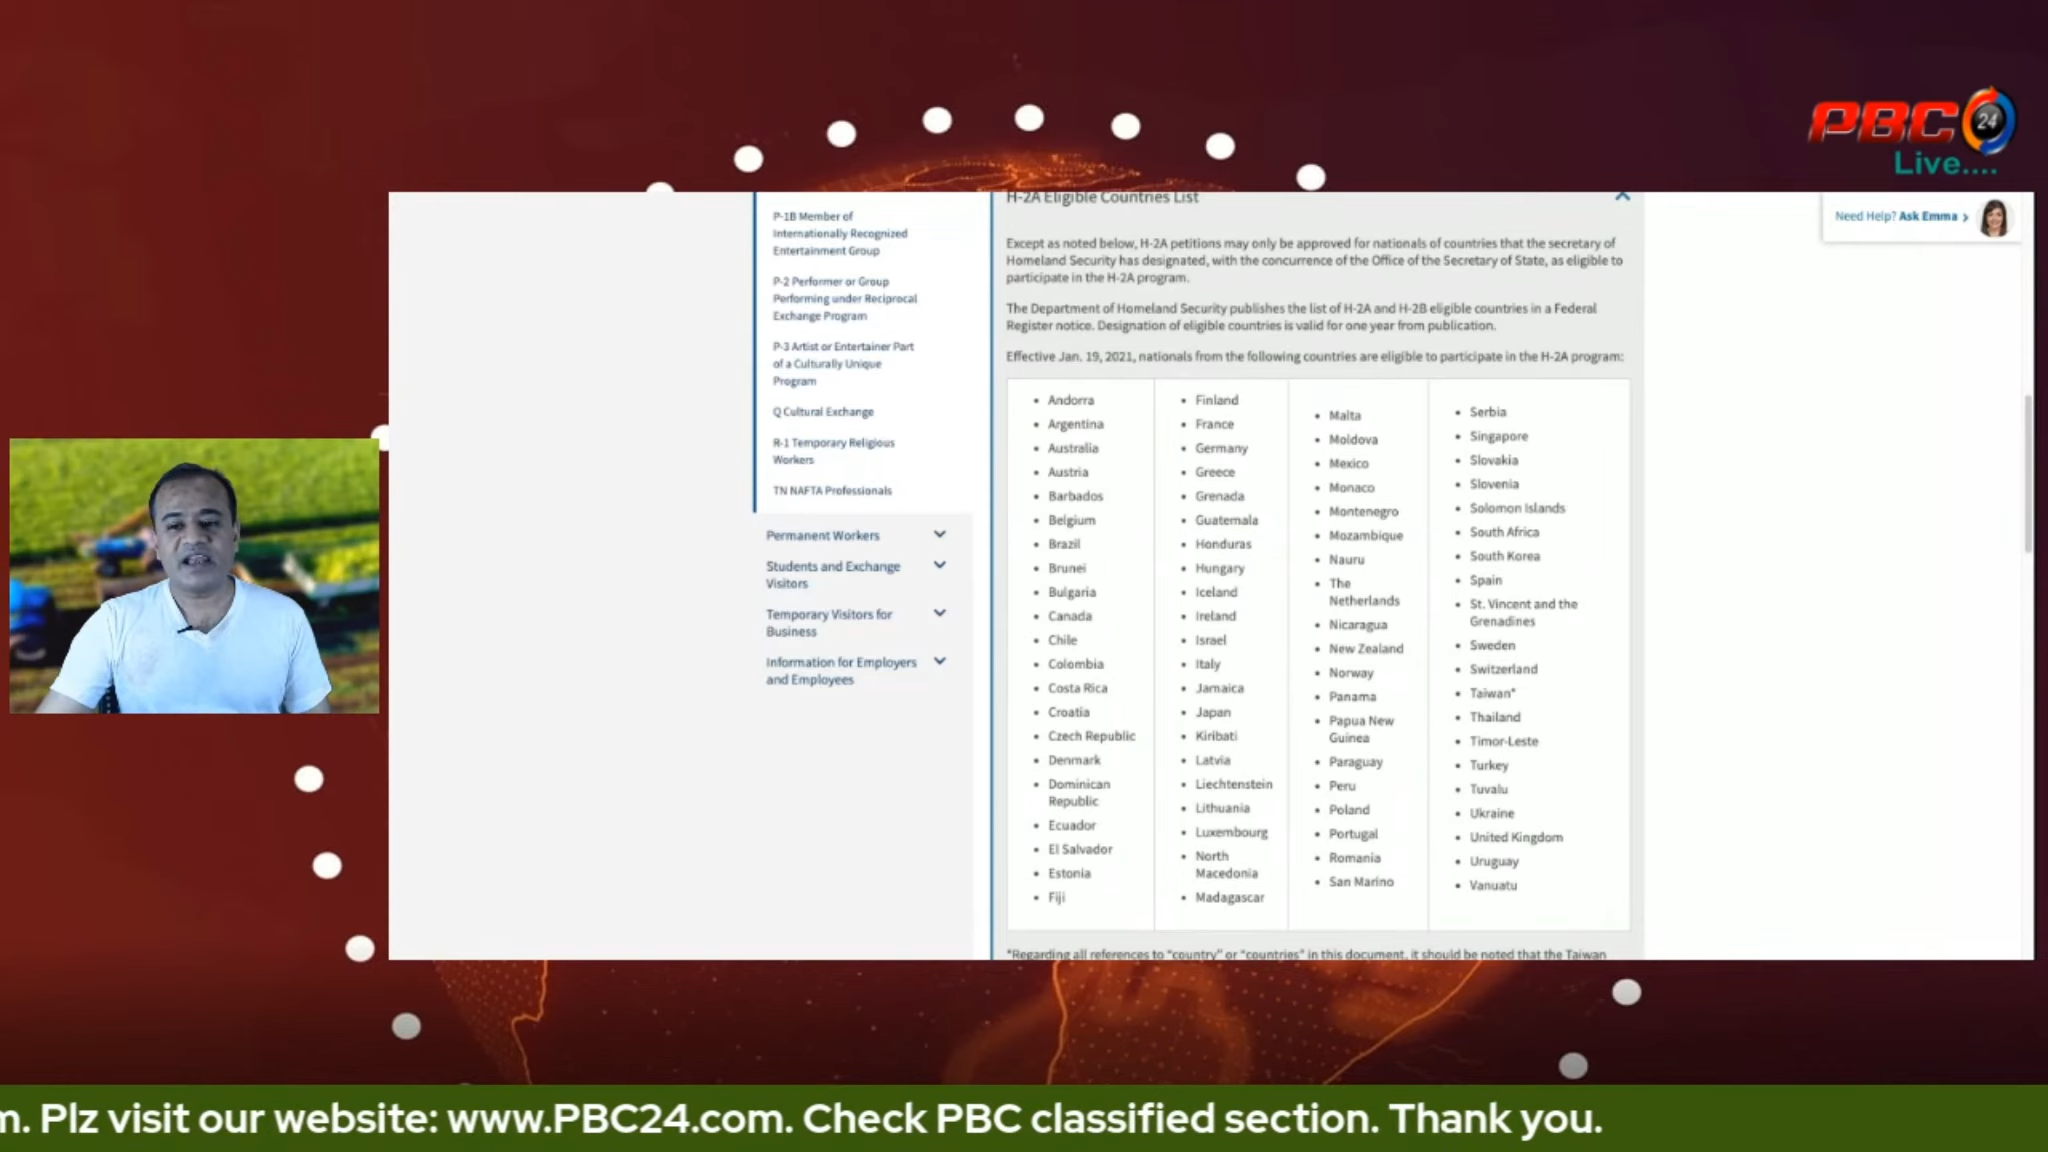 PBC 24
Live....
P-1B Member of
Internationally Recognized
Entertainment Group
P-2 Performer or Group
Performing under Reciprocal
Exchange Program
P-3 Artist or Entertainer Part
of a Culturally Unique
Program
Q Cultural Exchange
R-1 Temporary Religious
Workers
TN NAFTA Professionals
Permanent Workers
Students and Exchange
Visitors
Temporary Visitors for
Business
Information for Employers
and Employees
H-2A Eligible Countries List
Except as noted below, H-2A petitions may only be approved for nationals of countries that the secretary of
Homeland Security has designated, with the concurrence of the Office of the Secretary of State, as eligible to
participate in the H-2A program.
The Department of Homeland Security publishes the list of H-2A and H-2B eligible countries in a Federal
Register notice. Designation of eligible countries is valid for one year from publication.
Effective Jan. 19, 2021, nationals from the following countries are eligible to participate in the H-2A program:
• Andorra
• Argentina
• Australia
• Austria
• Barbados
• Belgium
• Brazil
• Brunei
• Bulgaria
• Canada
• Chile
• Colombia
• Costa Rica
• Croatia
• Czech Republic
• Denmark
• Dominican
Republic
• Ecuador
• El Salvador
• Estonia
• Fiji
• Finland
• France
• Germany
• Greece
• Grenada
• Guatemala
• Honduras
• Hungary
• Iceland
• Ireland
• Israel
• Italy
• Jamaica
• Japan
• Kiribati
• Latvia
• Liechtenstein
• Lithuania
• Luxembourg
• North
Macedonia
• Madagascar
• Malta
• Moldova
• Mexico
• Monaco
• Montenegro
• Mozambique
• Nauru
• The
Netherlands
• Nicaragua
• New Zealand
• Norway
• Panama
• Papua New
Guinea
• Paraguay
• Peru
• Poland
• Portugal
• Romania
• San Marino
• Serbia
• Singapore
• Slovakia
• Slovenia
• Solomon Islands
• South Africa
• South Korea
• Spain
• St. Vincent and the
Grenadines
• Sweden
• Switzerland
• Taiwan*
• Thailand
• Timor-Leste
• Turkey
• Tuvalu
• Ukraine
• United Kingdom
• Uruguay
• Vanuatu
*Regarding all references to "country" or "countries" in this document, it should be noted that the Taiwan
Need Help? Ask Emma >
m. Plz visit our website: www.PBC24.com. Check PBC classified section. Thank you.